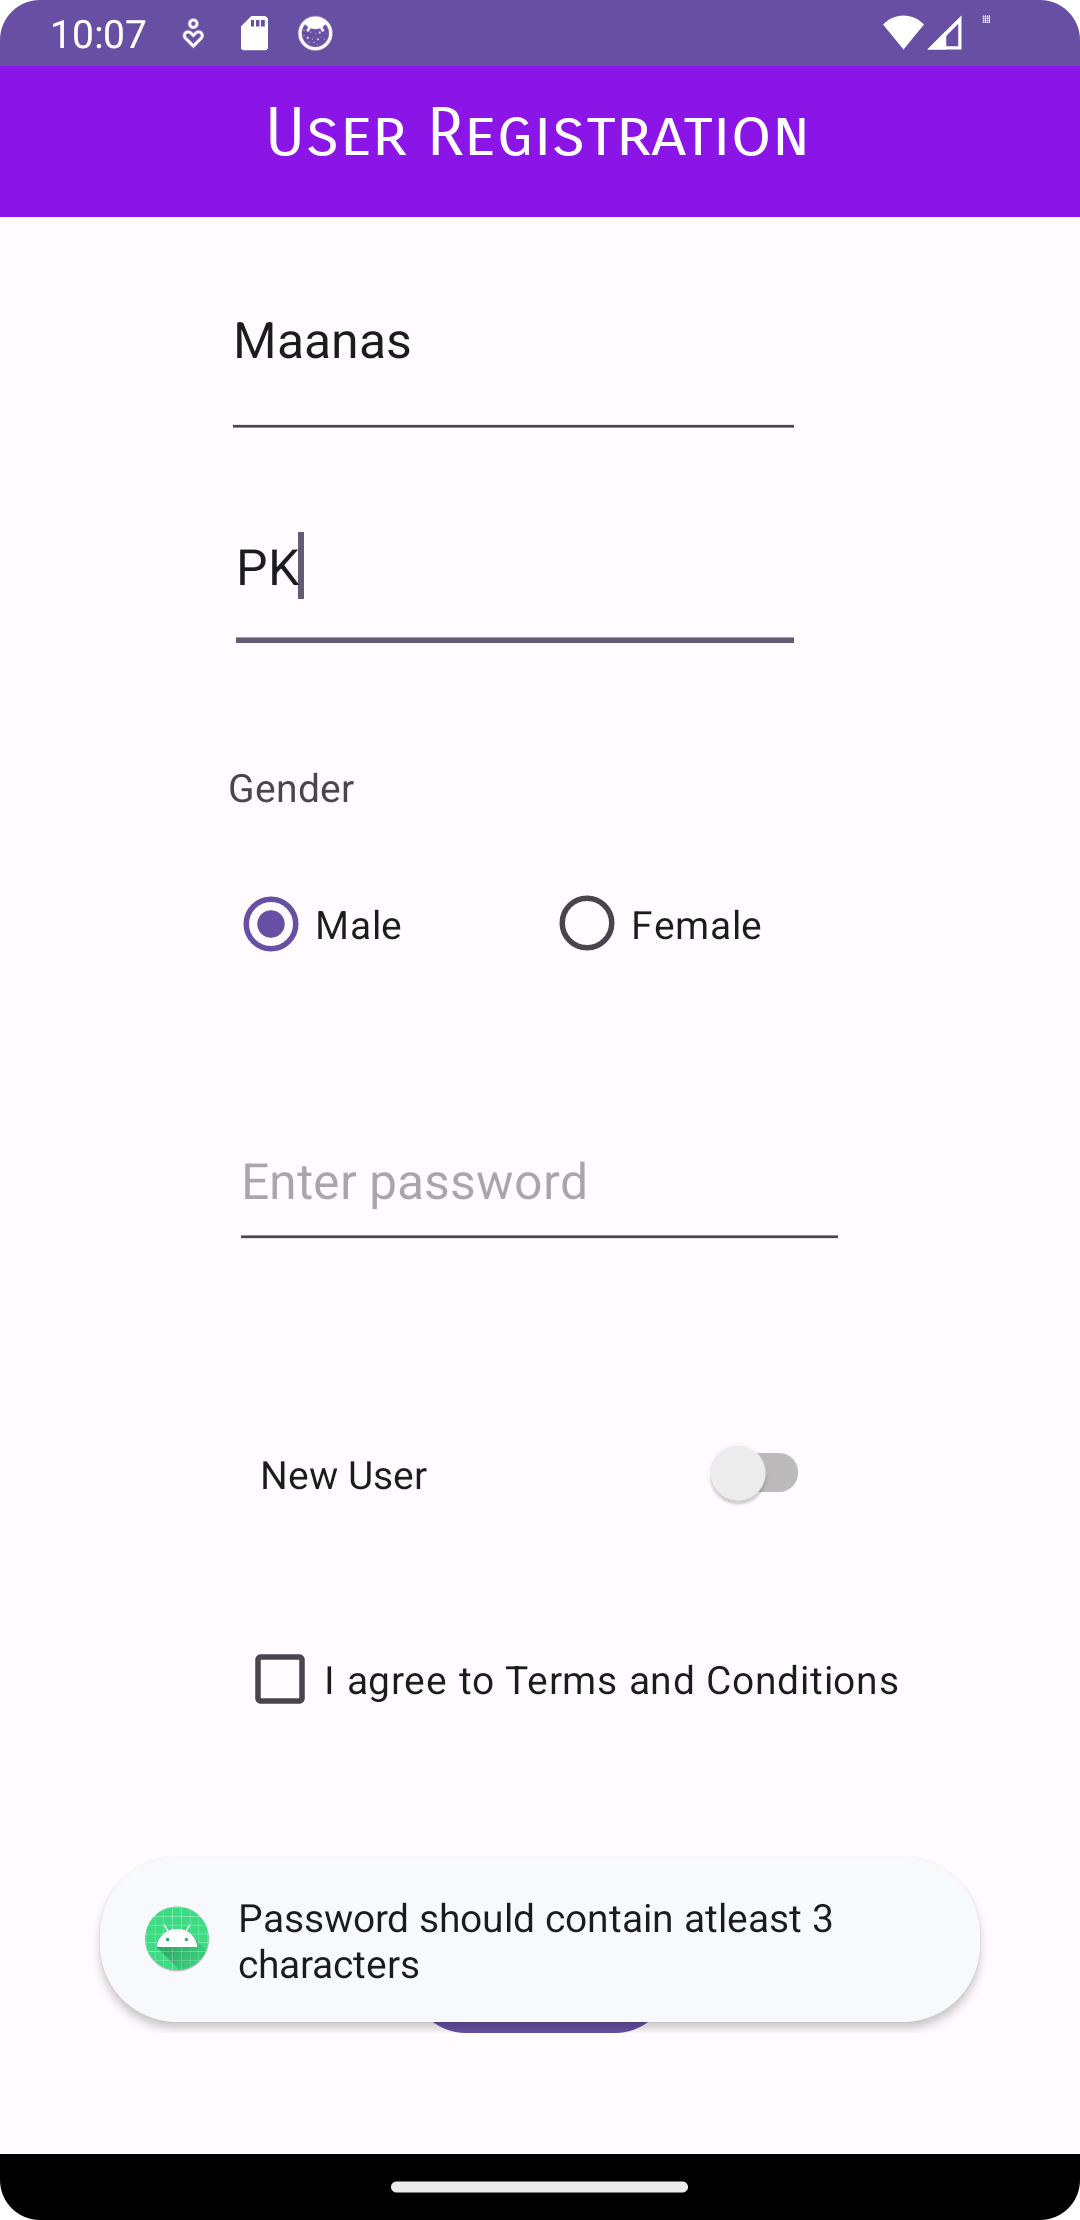 10:07
User Registration
Maanas
PK
Gender
Male Female
Enter password
New User
I agree to Terms and Conditions
Password should contain atleast 3
characters